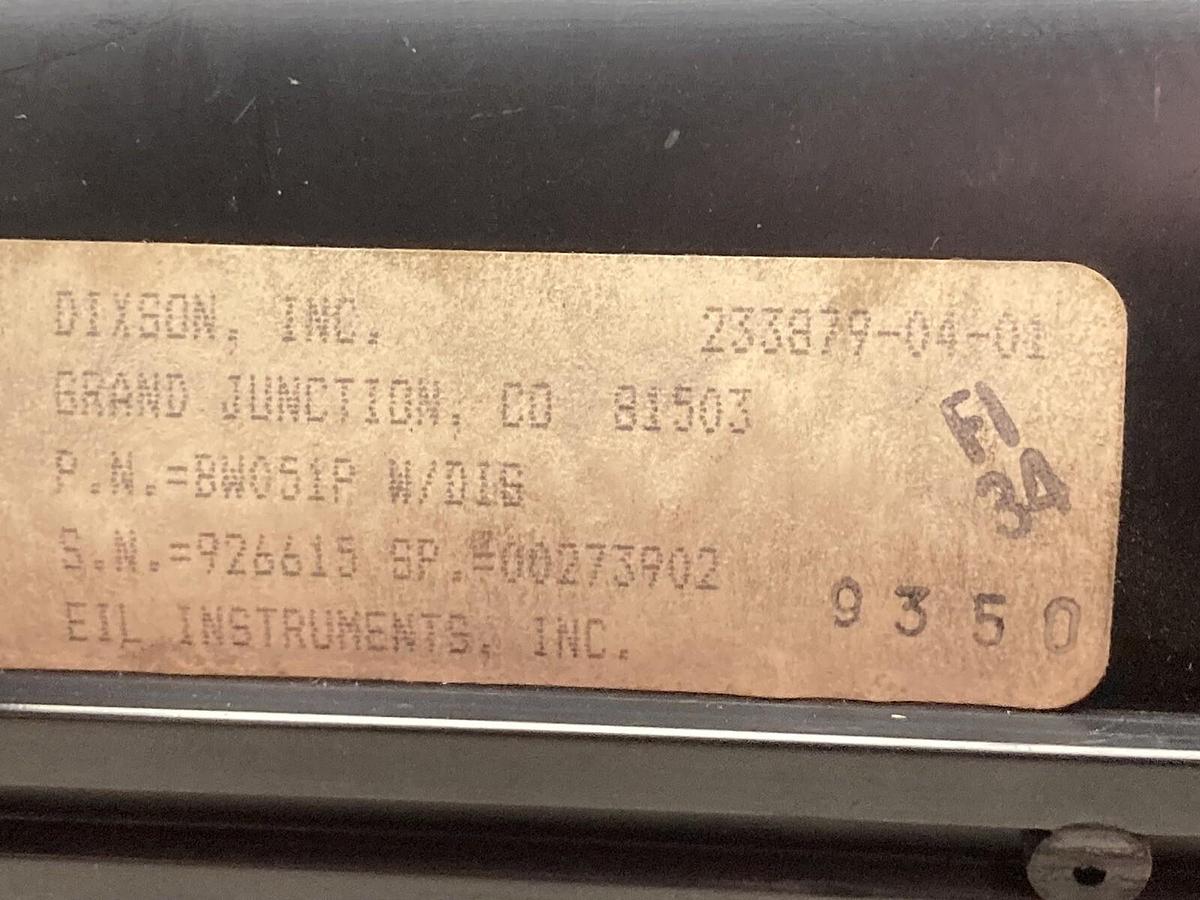 DIXSON, INC. 233879-04-01
GRAND JUNCTION, CO 81503
P.N.=BW051P W/DIG
S.N.=926615 SP.=00273902
EIL INSTRUMENTS, INC.
FI
34
9350